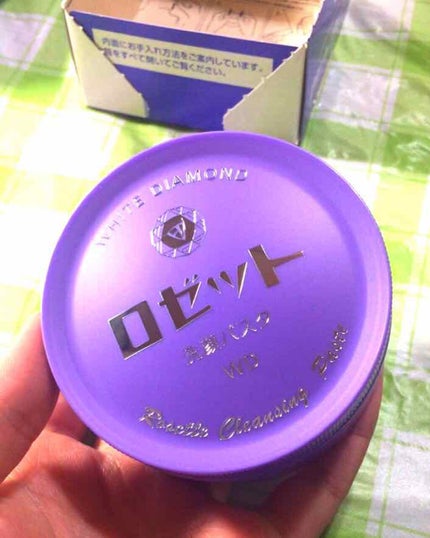 内面にお手入れ方法をご案内しています。
箱をすべて開いてご覧ください。
WHITE DIAMOND
ロゼット
洗顔パスタ
WD
Rosette Cleansing Paste